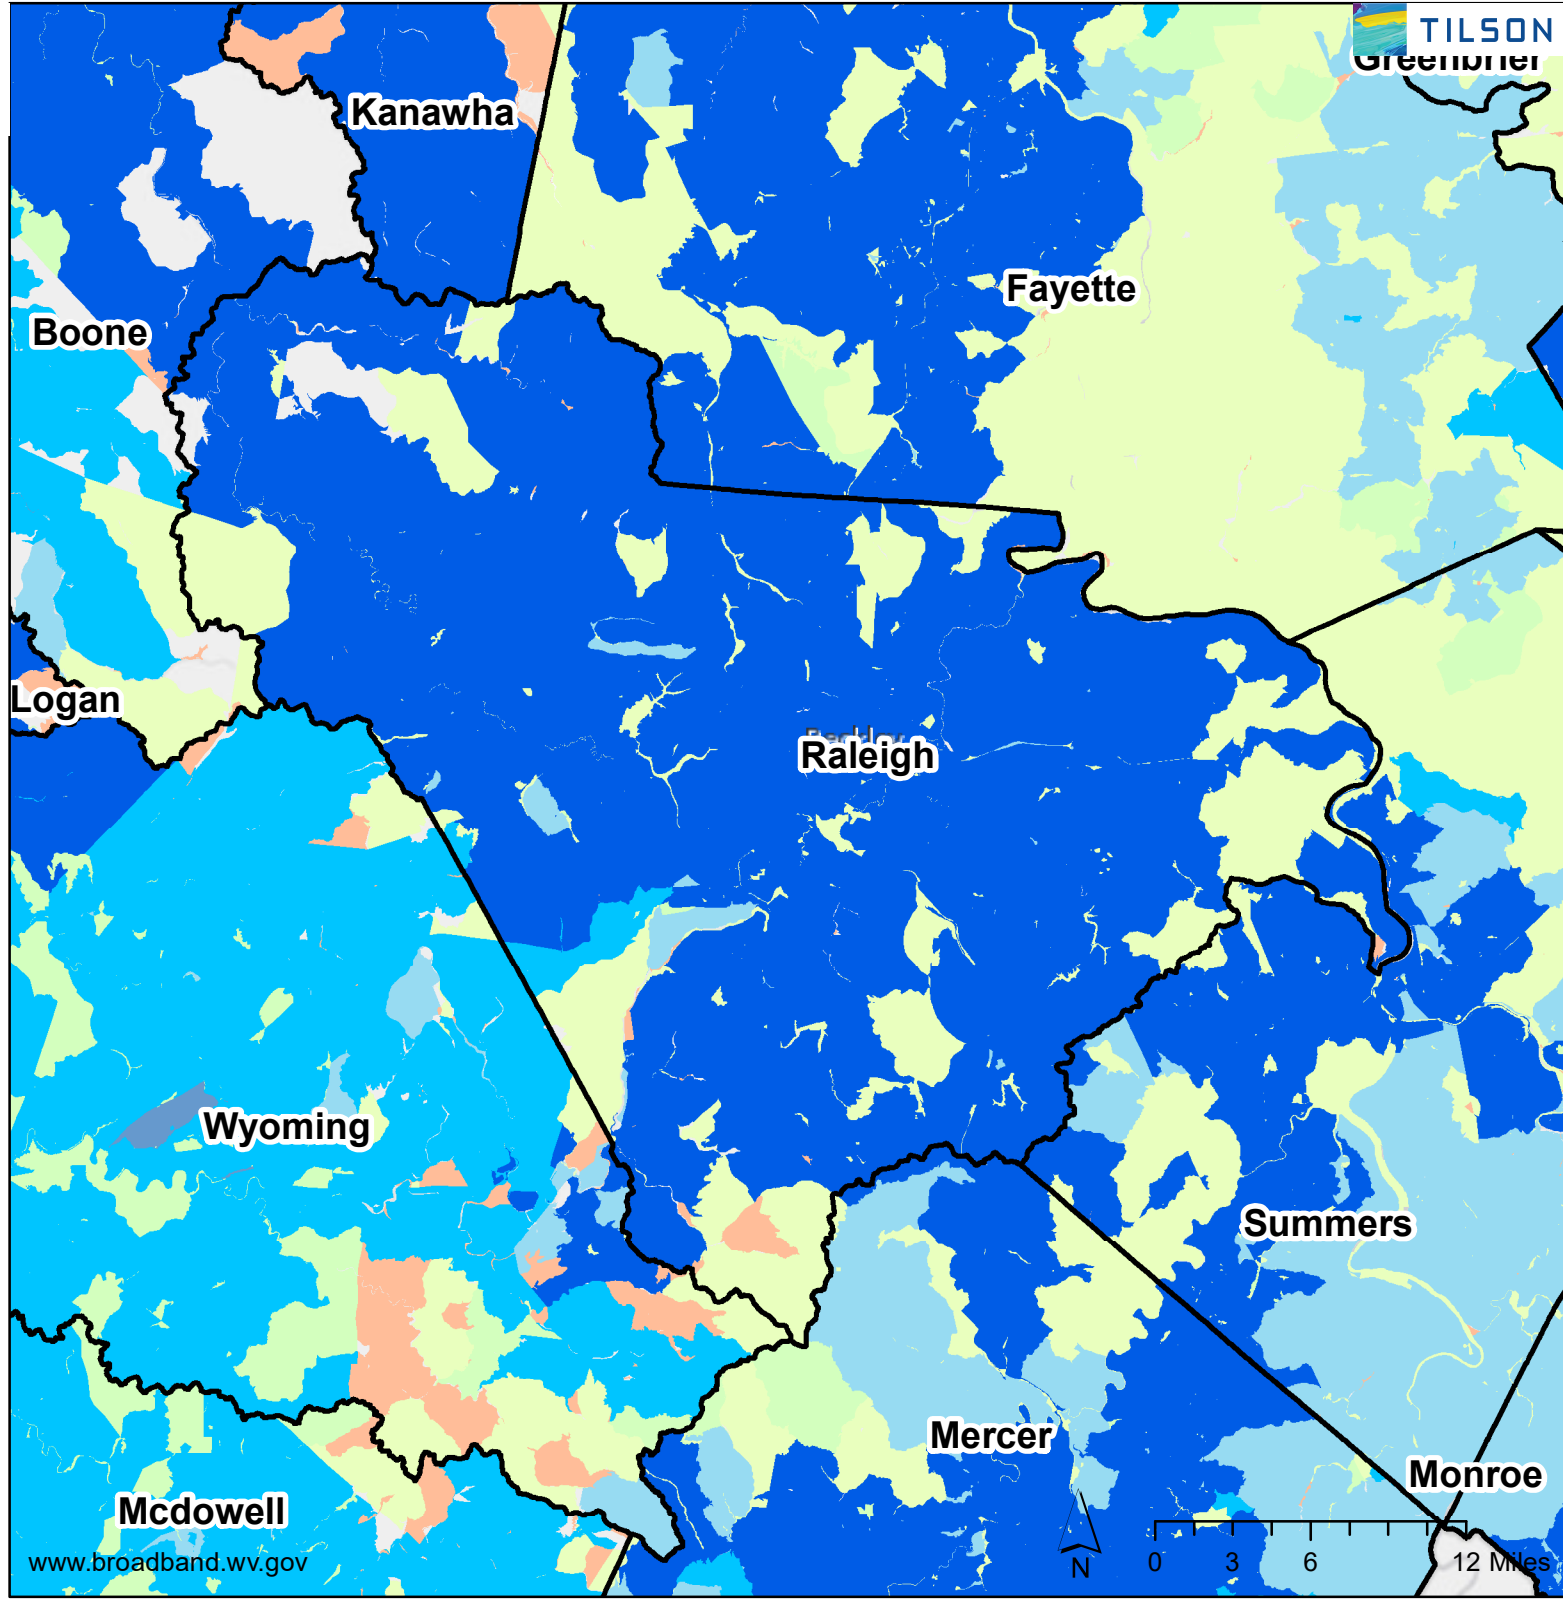 TILSON
Greenbrier
Kanawha
Fayette
Boone
Logan
Raleigh
Wyoming
Summers
Mercer
Monroe
Mcdowell
www.broadband.wv.gov
N
0 3 6 12 Miles